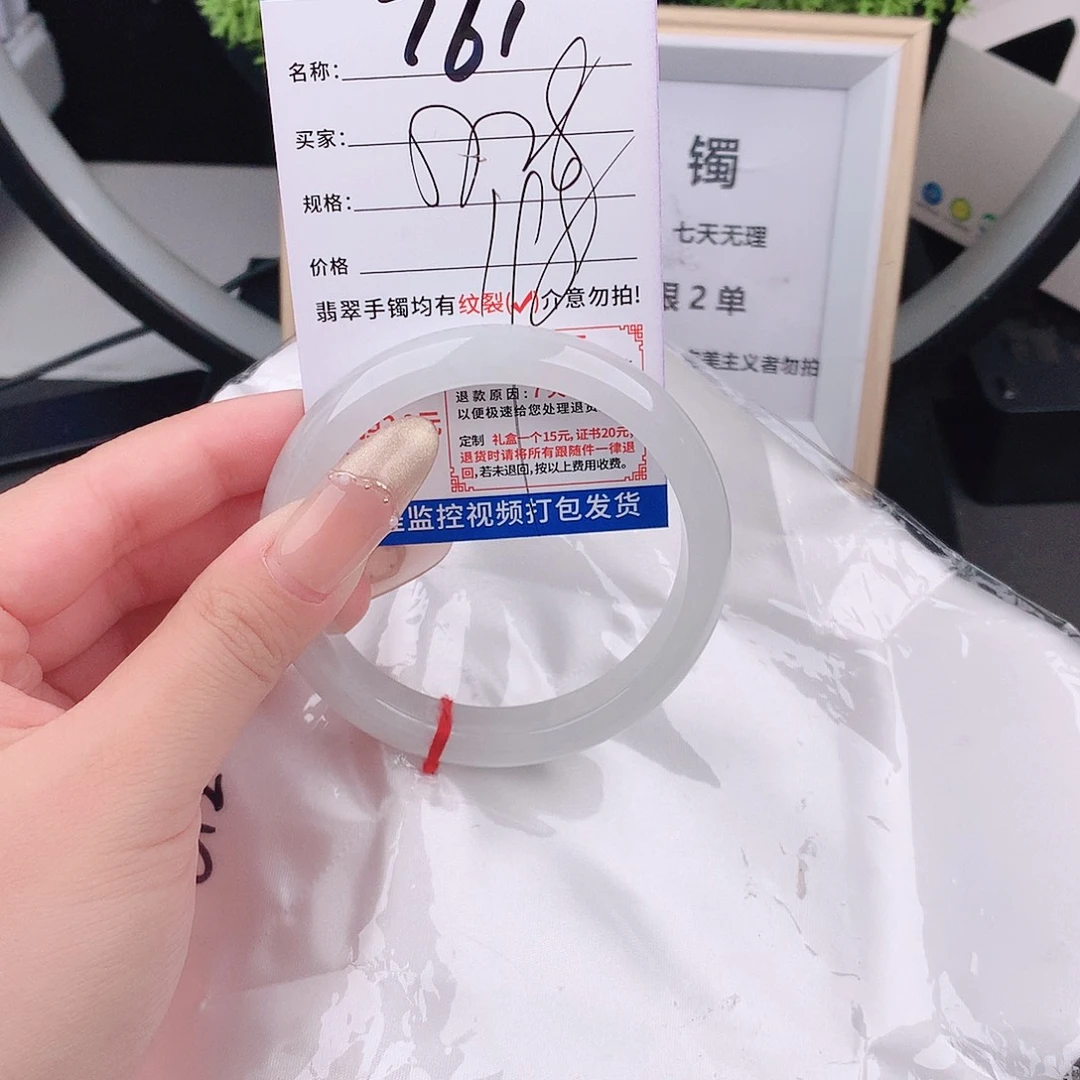 761
名称：
买家：
规格：
价格
翡翠手镯均有纹裂(✓)介意勿拍!
退款原因：7天
以便极速给您处理退货
定制 礼盒一个15元, 证书20元,
退货时请将所有跟随件一律退
回, 若未退回, 按以上费用收费。
监控视频打包发货
镯
七天无理
限2单
完美主义者勿拍